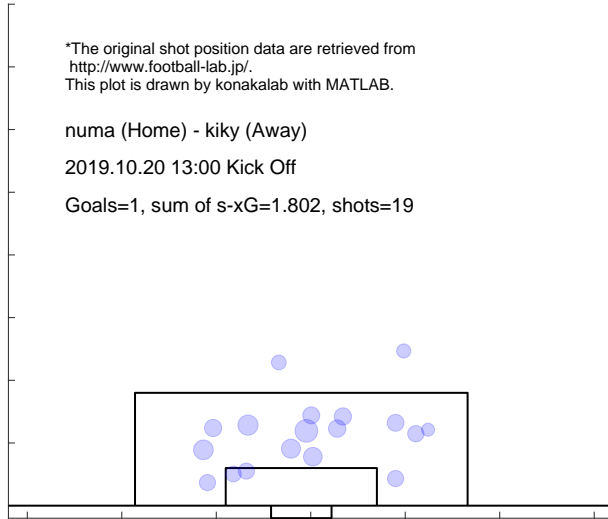 *The original shot position data are retrieved from
http://www.football-lab.jp/.
This plot is drawn by konakalab with MATLAB.
numa (Home) - kiky (Away)
2019.10.20 13:00 Kick Off
Goals=1, sum of s-xG=1.802, shots=19